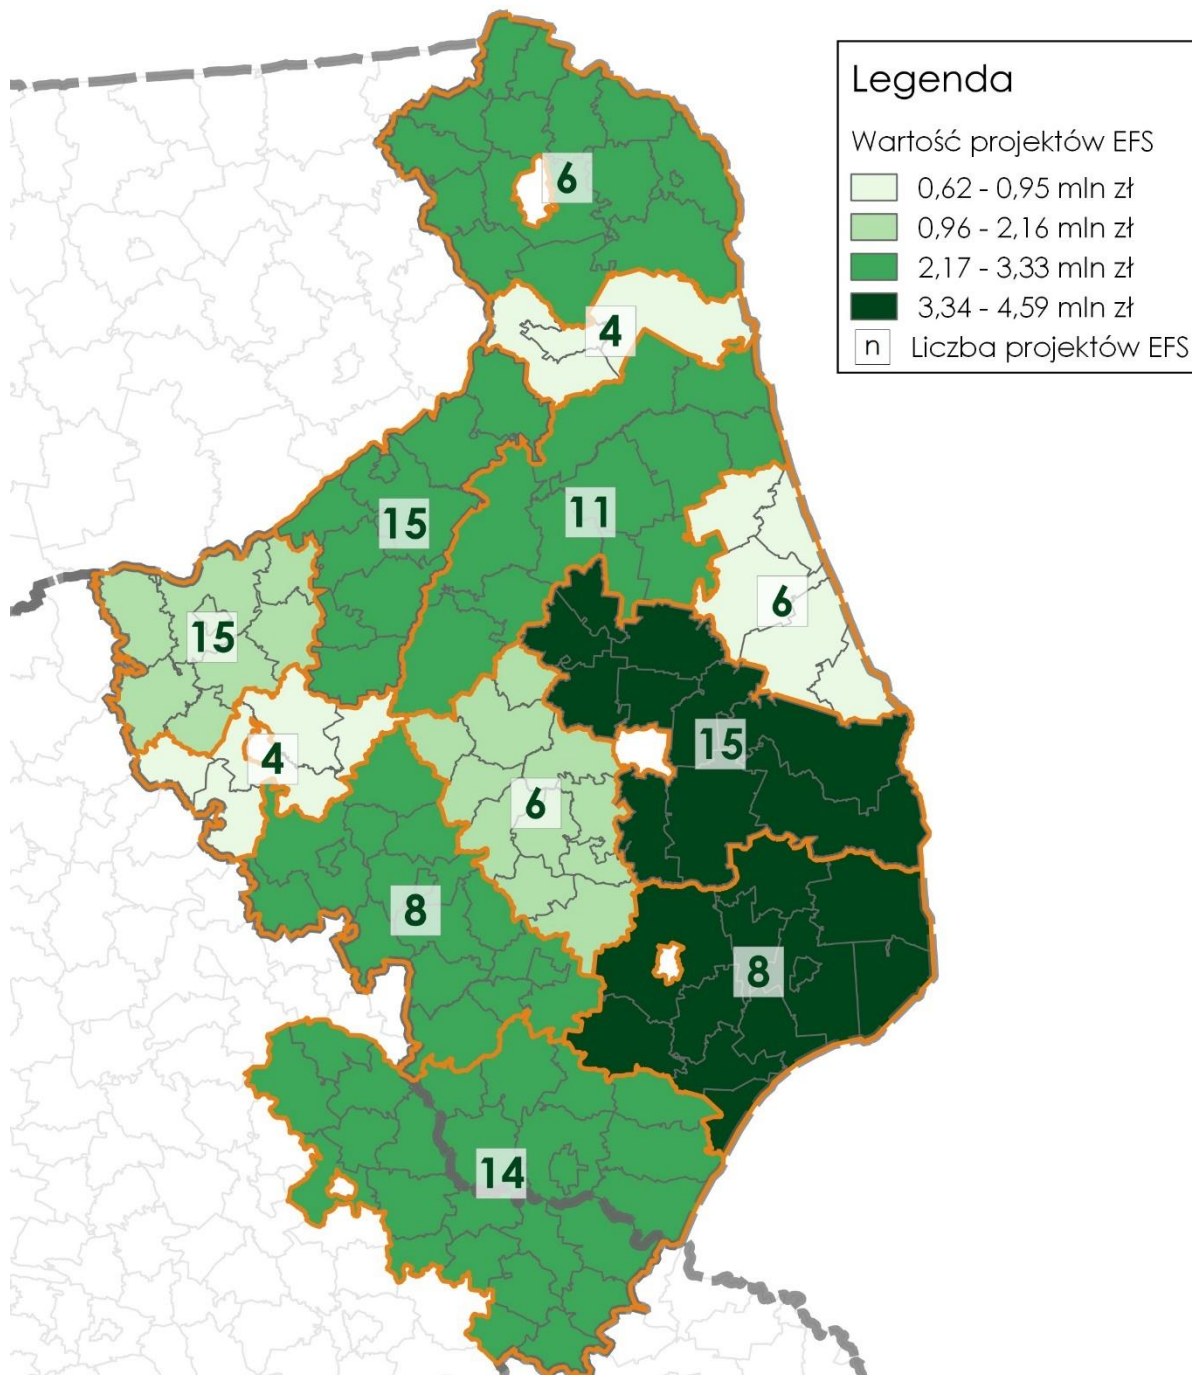 Legenda
Wartość projektów EFS
0,62 - 0,95 mln zł
0,96 - 2,16 mln zł
2,17 - 3,33 mln zł
3,34 - 4,59 mln zł
n Liczba projektów EFS
6
4
15
11
6
15
15
4
6
8
8
14